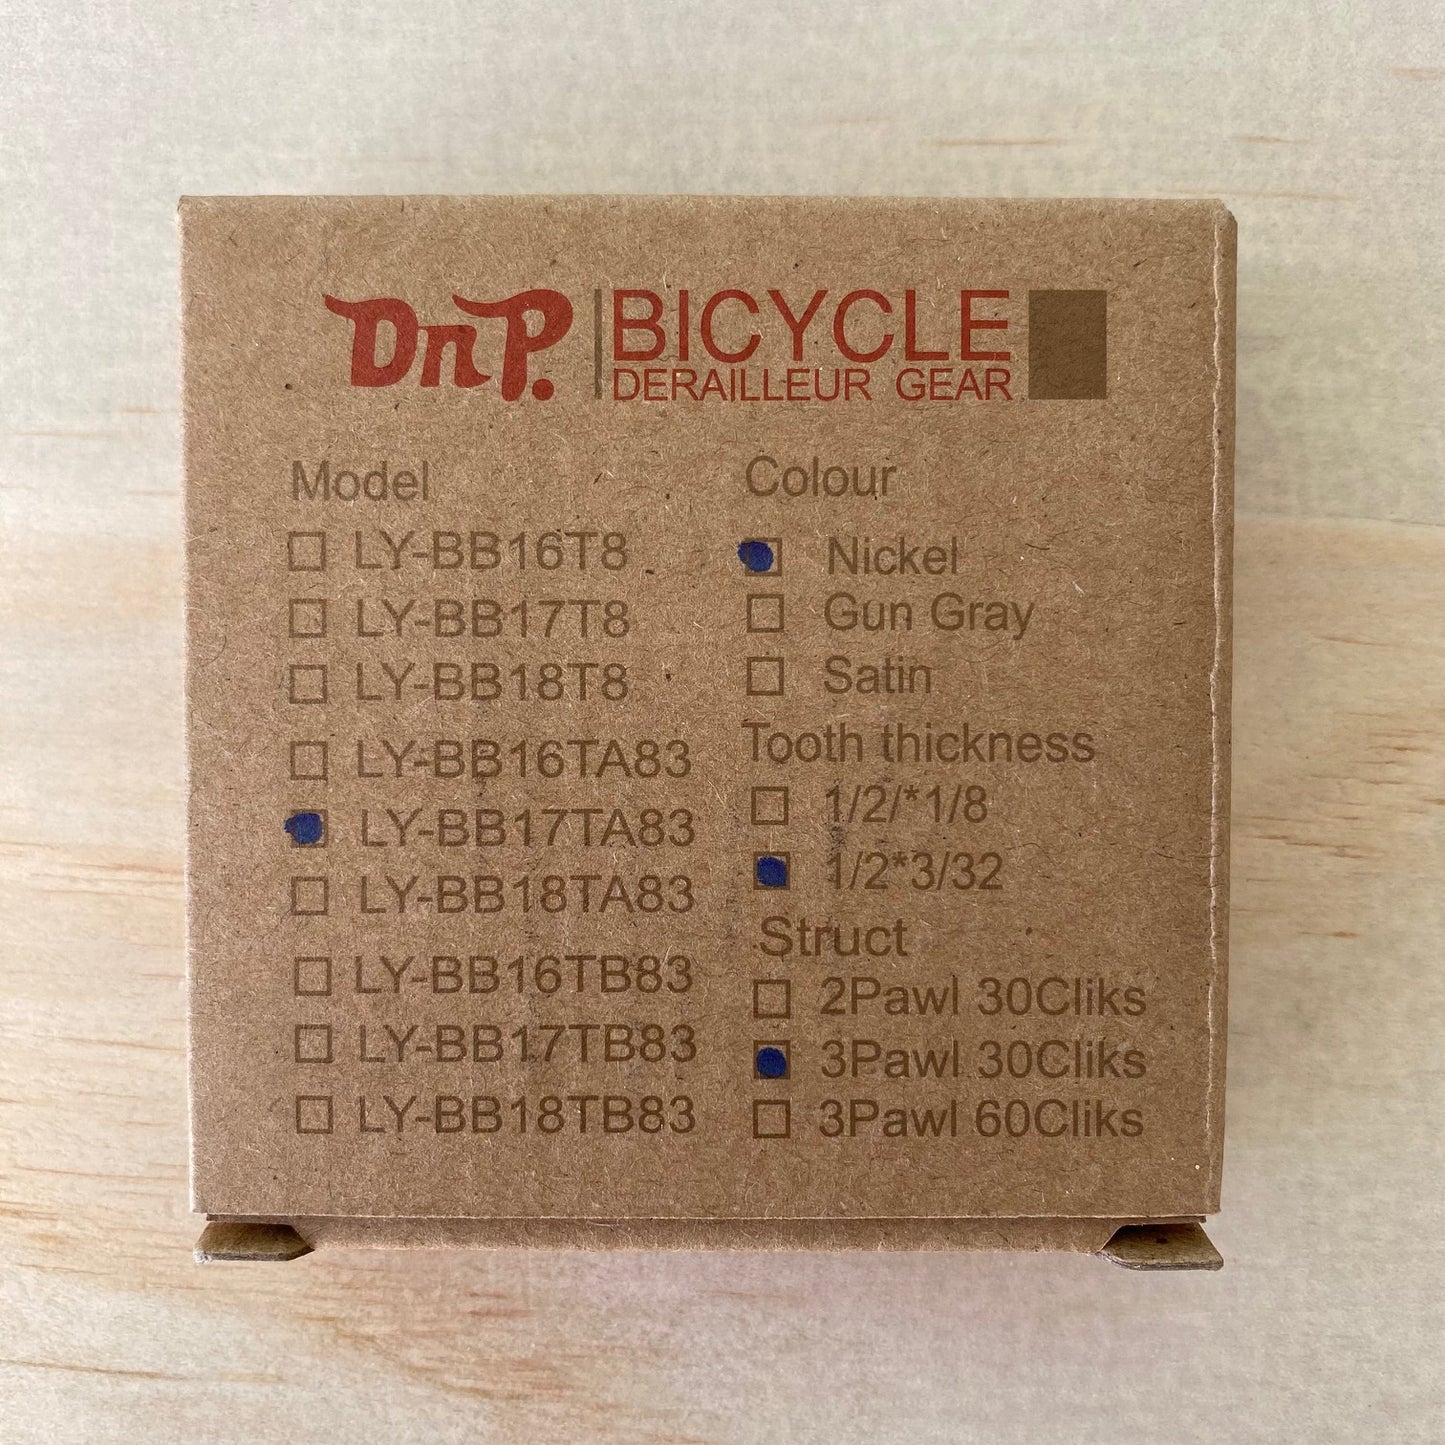 DnP. BICYCLE
DERAILLEUR GEAR
Model
LY-BB16T8
LY-BB17T8
LY-BB18T8
LY-BB16TA83
LY-BB17TA83
LY-BB18TA83
LY-BB16TB83
LY-BB17TB83
LY-BB18TB83
Colour
Nickel
Gun Gray
Satin
Tooth thickness
1/2/*1/8
1/2*3/32
Struct
2Pawl 30Cliks
3Pawl 30Cliks
3Pawl 60Cliks